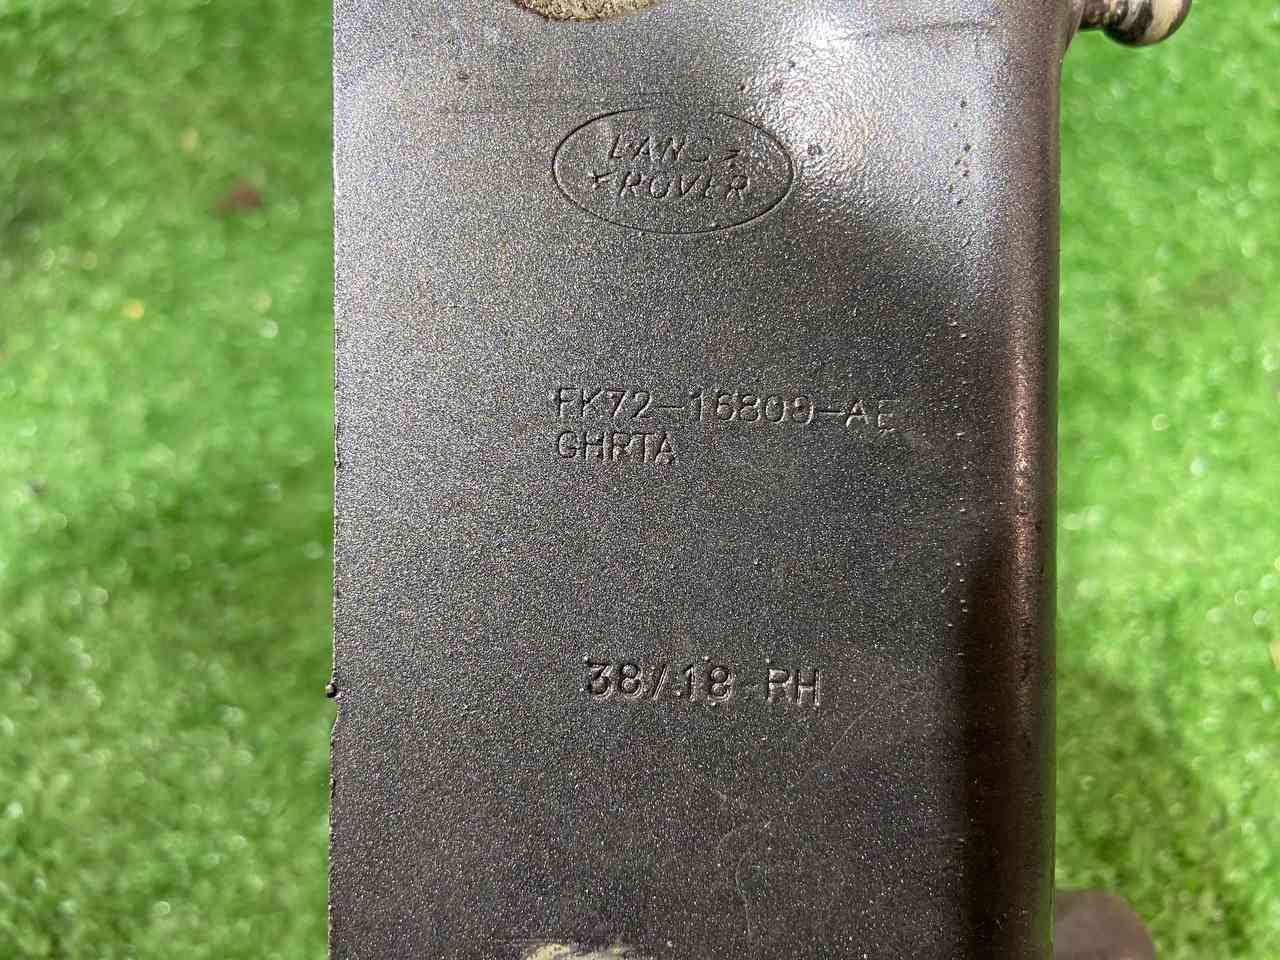 LAND
ROVER
FK72-16809-AE
GHRTA
38/18 RH